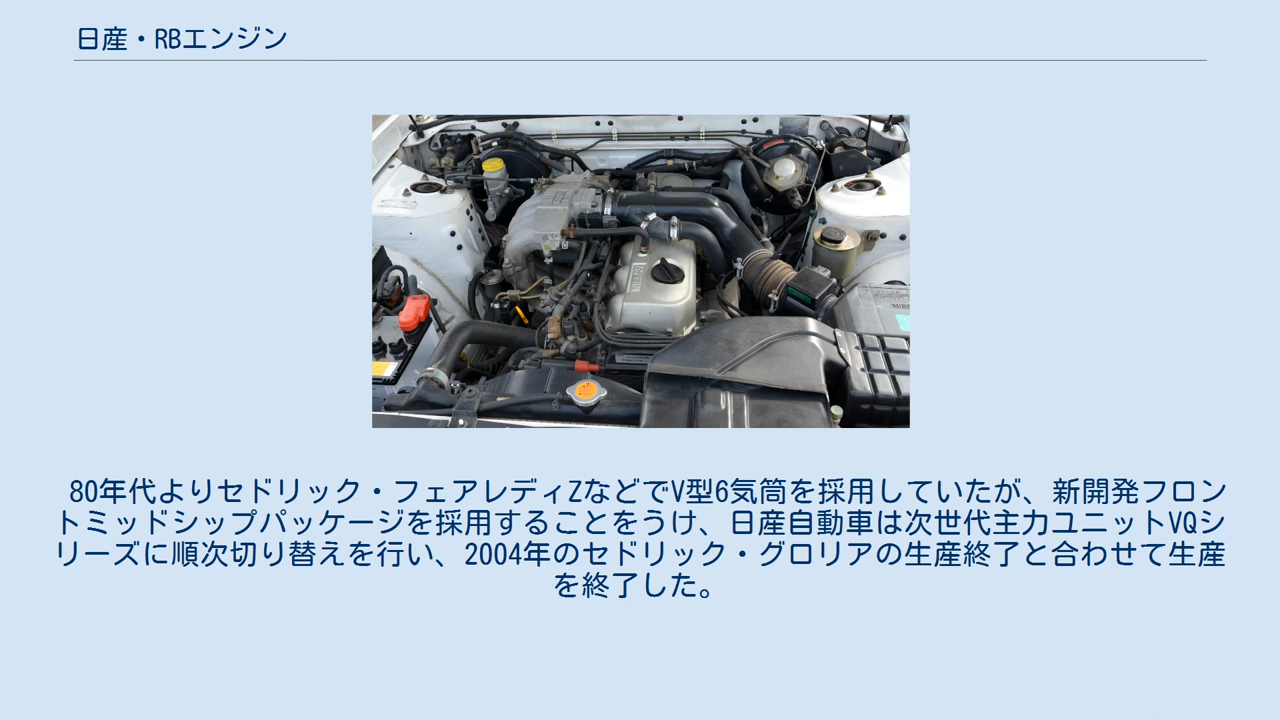 日産・RBエンジン
NISSAN
80年代よりセドリック・フェアレディZなどでV型6気筒を採用していたが、新開発フロン
トミッドシップパッケージを採用することをうけ、日産自動車は次世代主力ユニットVQシ
リーズに順次切り替えを行い、2004年のセドリック・グロリアの生産終了と合わせて生産
を終了した。